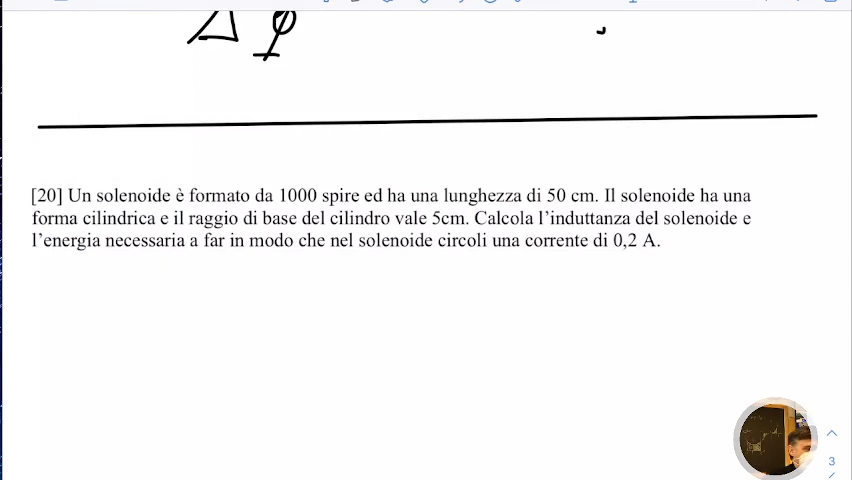 Δ φ
[20] Un solenoide è formato da 1000 spire ed ha una lunghezza di 50 cm. Il solenoide ha una
forma cilindrica e il raggio di base del cilindro vale 5cm. Calcola l’induttanza del solenoide e
l’energia necessaria a far in modo che nel solenoide circoli una corrente di 0,2 A.
3